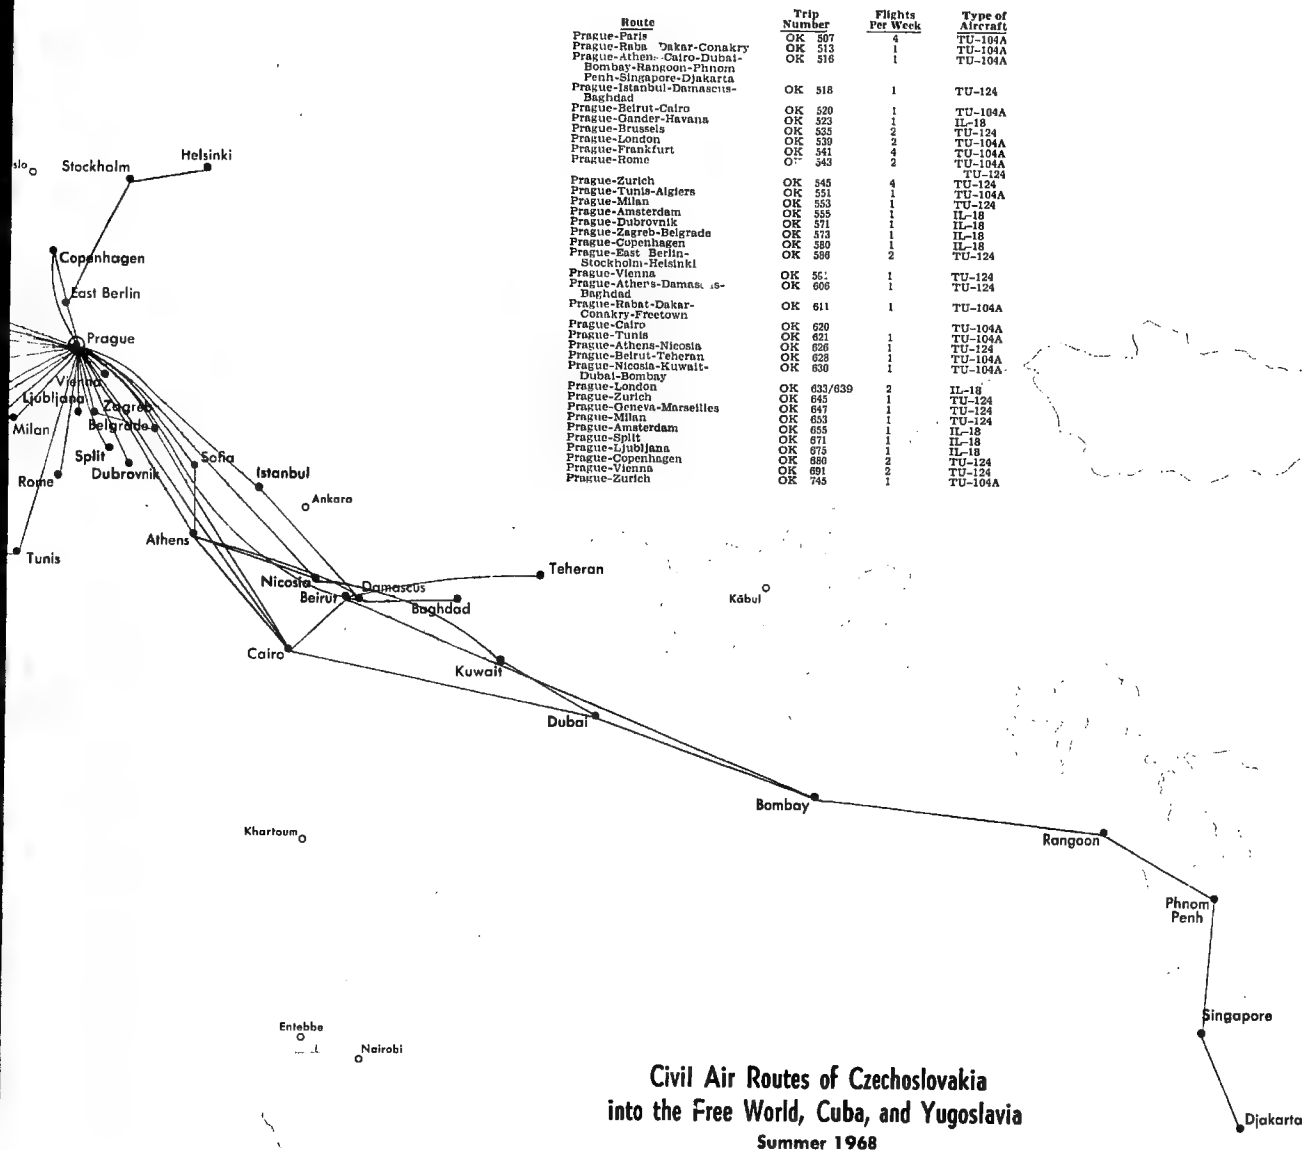 Route Trip Number Flights Per Week Type of Aircraft
Prague-Paris OK 507 4 TU-104A
Prague-Raba Dakar-Conakry OK 513 1 TU-104A
Prague-Athens-Cairo-Dubai- OK 516 1 TU-104A
Bombay-Rangoon-Phnom
Penh-Singapore-Djakarta
Prague-Istanbul-Damascus- OK 518 1 TU-124
Baghdad
Prague-Beirut-Cairo OK 520 1 TU-104A
Prague-Gander-Havana OK 523 1 IL-18
Prague-Brussels OK 535 2 TU-124
Prague-London OK 539 2 TU-104A
Prague-Frankfurt OK 541 4 TU-104A
Prague-Rome 543 2 TU-104A
TU-124
Prague-Zurich OK 545 4 TU-124
Prague-Tunis-Algiers OK 551 1 TU-104A
Prague-Milan OK 553 1 TU-124
Prague-Amsterdam OK 555 1 IL-18
Prague-Dubrovnik OK 571 1 IL-18
Prague-Zagreb-Belgrade OK 573 1 IL-18
Prague-Copenhagen OK 580 1 IL-18
Prague-East Berlin- OK 586 2 TU-124
Stockholm-Helsinki
Prague-Vienna OK 1 TU-124
Prague-Athens-Damascus- OK 606 1 TU-124
Baghdad
Prague-Rabat-Dakar- OK 611 1 TU-104A
Conakry-Freetown
Prague-Cairo OK 620 TU-104A
Prague-Tunis OK 621 1 TU-104A
Prague-Athens-Nicosia OK 626 1 TU-124
Prague-Beirut-Teheran OK 628 1 TU-104A
Prague-Nicosia-Kuwait- OK 630 1 TU-104A
Dubai-Bombay
Prague-London OK 633/639 2 IL-18
Prague-Zurich OK 645 1 TU-124
Prague-Geneva-Marseilles OK 647 1 TU-124
Prague-Milan OK 653 1 TU-124
Prague-Amsterdam OK 655 1 IL-18
Prague-Split OK 671 1 IL-18
Prague-Ljubljana OK 675 1 IL-18
Prague-Copenhagen OK 680 2 TU-124
Prague-Vienna OK 691 2 TU-124
Prague-Zurich OK 745 1 TU-104A
slo
Stockholm
Helsinki
Copenhagen
East Berlin
Prague
Vienna
Ljubljana
Zagreb
Milan
Belgrade
Split
Sofia
Dubrovnik
Rome
Istanbul
Ankara
Athens
Tunis
Teheran
Nicosia
Damascus
Beirut
Baghdad
Kābul
Cairo
Kuwait
Dubai
Bombay
Khartoum
Rangoon
Phnom
Penh
Singapore
Entebbe
Nairobi
Djakarta
Civil Air Routes of Czechoslovakia
into the Free World, Cuba, and Yugoslavia
Summer 1968